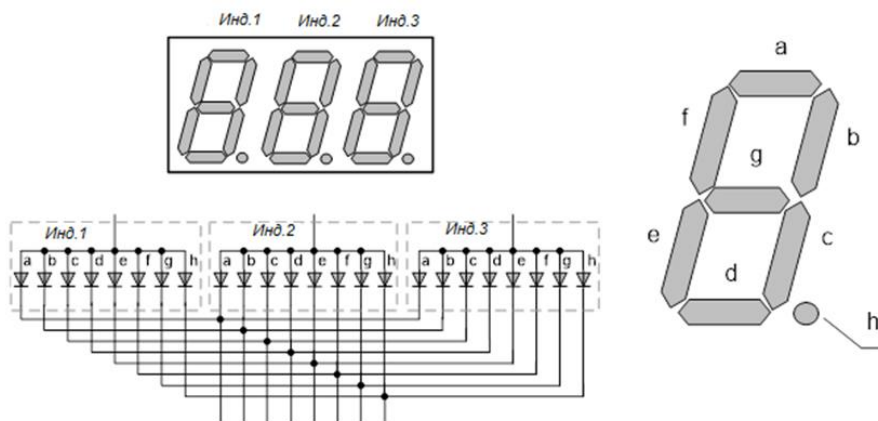 Инд.1 Инд.2 Инд.3
a
f
b
g
e
c
d
h
Инд.1 Инд.2 Инд.3
a b c d e f g h a b c d e f g h a b c d e f g h